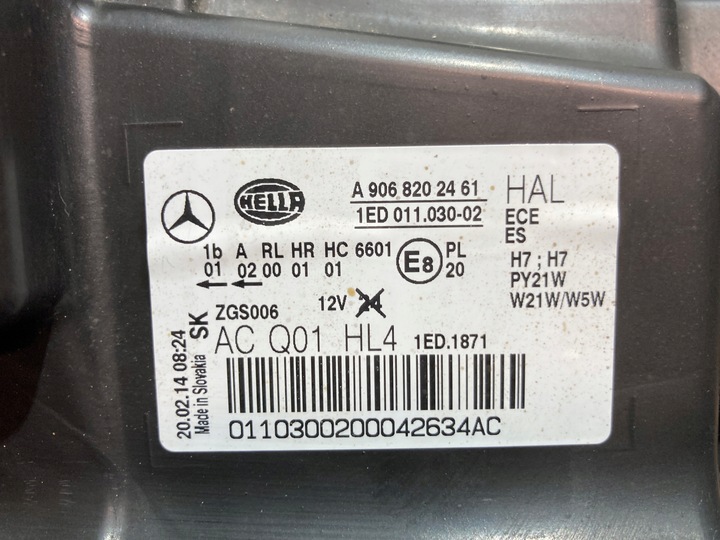 HELLA
A 906 820 24 61
HAL
1ED 011.030-02
ECE
ES
1b A RL HR HC 6601
01 02 00 01 01
E8
PL
20
H7 ; H7
PY21W
W21W/W5W
12V 24
ZGS006
SK
AC Q01 HL4 1ED.1871
20.02.14 08:24
Made in Slovakia
0110300200042634AC